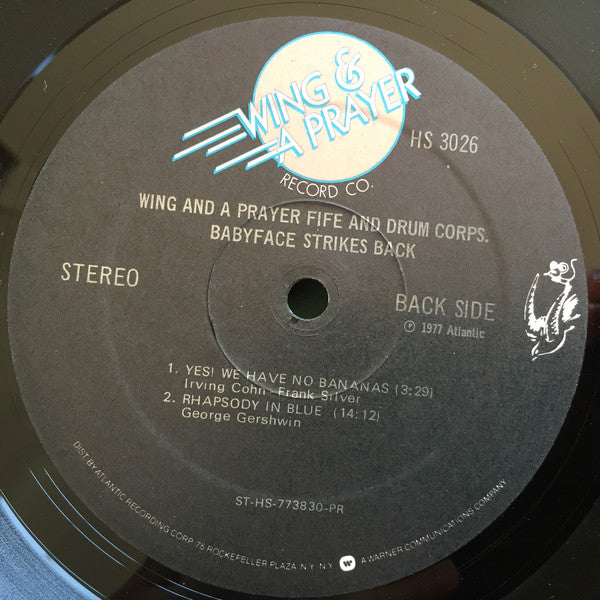 WING &
A PRAYER
RECORD CO.
HS 3026
WING AND A PRAYER FIFE AND DRUM CORPS.
BABYFACE STRIKES BACK
STEREO
BACK SIDE
℗ 1977 Atlantic
1. YES! WE HAVE NO BANANAS (3:29)
Irving Cohn-Frank Silver
2. RHAPSODY IN BLUE (14:12)
George Gershwin
ST-HS-773830-PR
DIST BY ATLANTIC RECORDING CORP 75 ROCKEFELLER PLAZA N Y N Y W A WARNER COMMUNICATIONS COMPANY